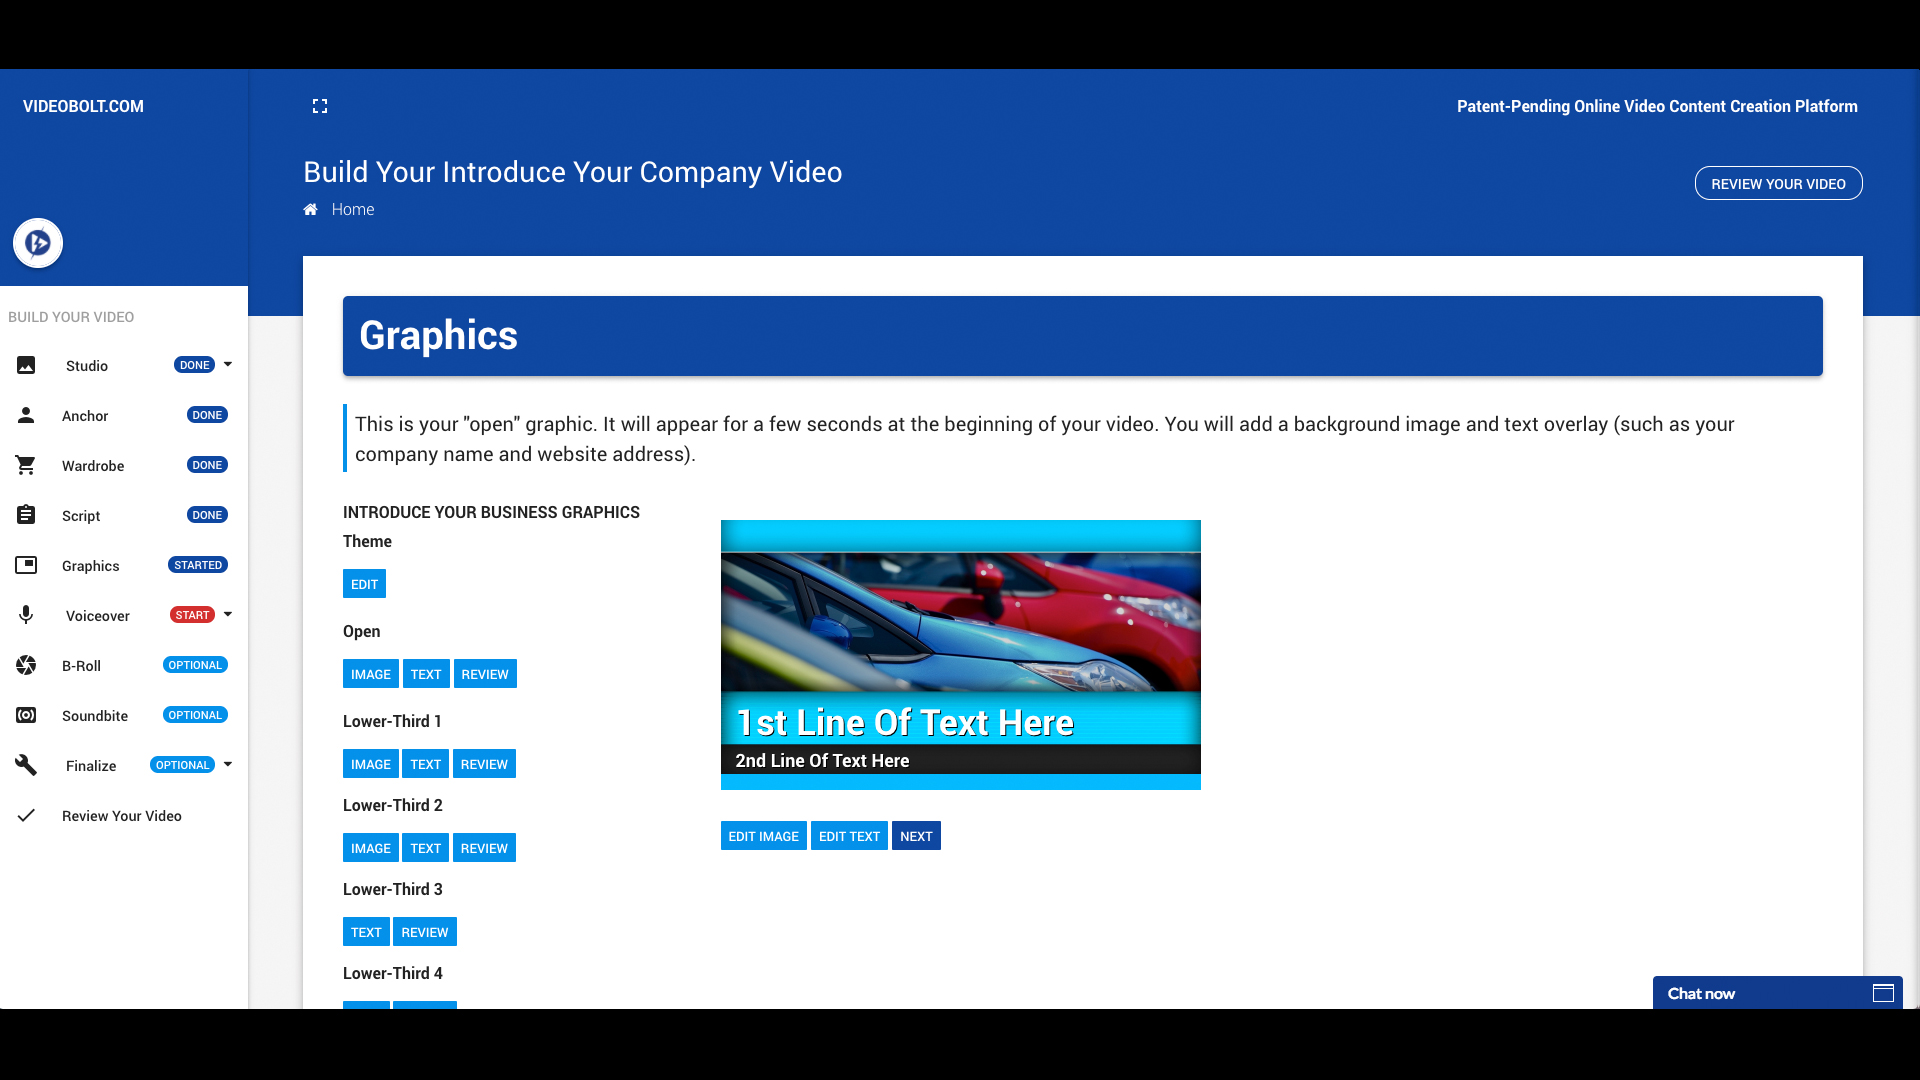 VIDEOBOLT.COM
Patent-Pending Online Video Content Creation Platform
Build Your Introduce Your Company Video
REVIEW YOUR VIDEO
Home
BUILD YOUR VIDEO
Studio DONE
Anchor DONE
Wardrobe DONE
Script DONE
Graphics STARTED
Voiceover START
B-Roll OPTIONAL
Soundbite OPTIONAL
Finalize OPTIONAL
Review Your Video
Graphics
This is your "open" graphic. It will appear for a few seconds at the beginning of your video. You will add a background image and text overlay (such as your
company name and website address).
INTRODUCE YOUR BUSINESS GRAPHICS
Theme
EDIT
Open
IMAGE TEXT REVIEW
Lower-Third 1
IMAGE TEXT REVIEW
Lower-Third 2
IMAGE TEXT REVIEW
Lower-Third 3
TEXT REVIEW
Lower-Third 4
1st Line Of Text Here
2nd Line Of Text Here
EDIT IMAGE EDIT TEXT NEXT
Chat now